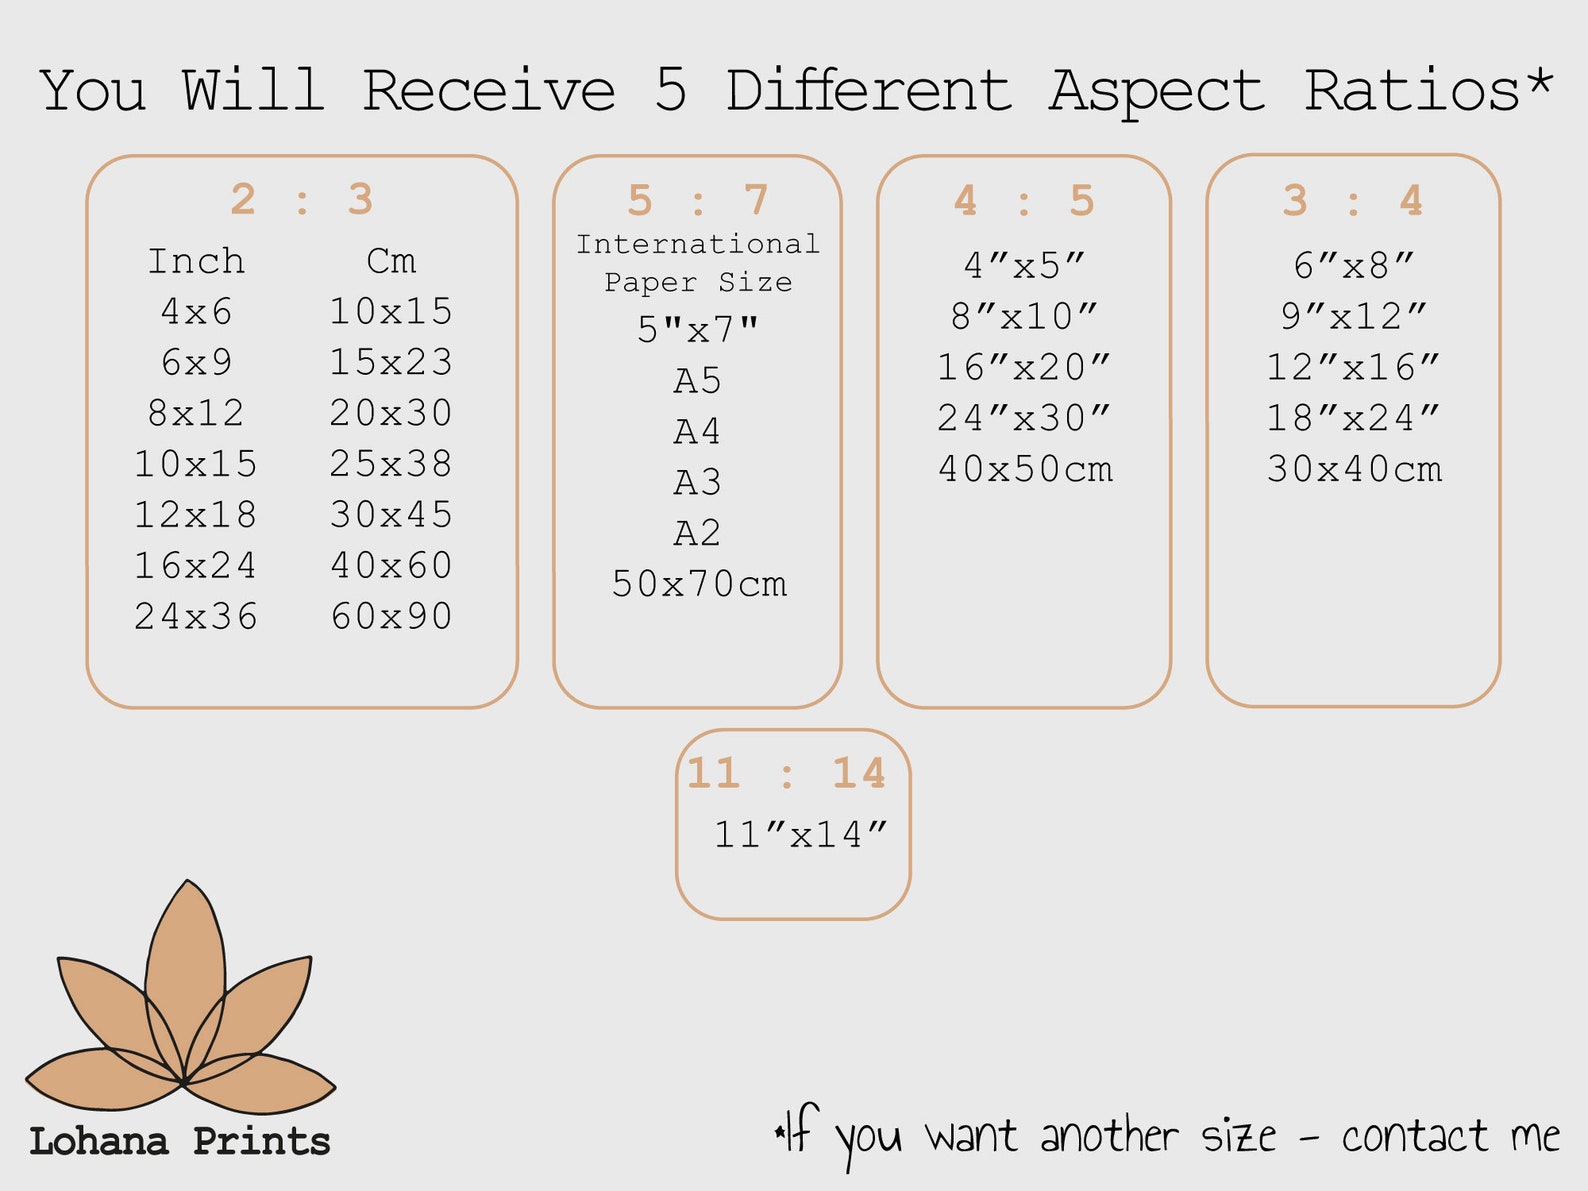 You Will Receive 5 Different Aspect Ratios*
2 : 3
Inch Cm
4x6 10x15
6x9 15x23
8x12 20x30
10x15 25x38
12x18 30x45
16x24 40x60
24x36 60x90
5 : 7
International
Paper Size
5"x7"
A5
A4
A3
A2
50x70cm
4 : 5
4”x5”
8”x10”
16”x20”
24”x30”
40x50cm
3 : 4
6”x8”
9”x12”
12”x16”
18”x24”
30x40cm
11 : 14
11”x14”
Lohana Prints
*If you want another size - contact me